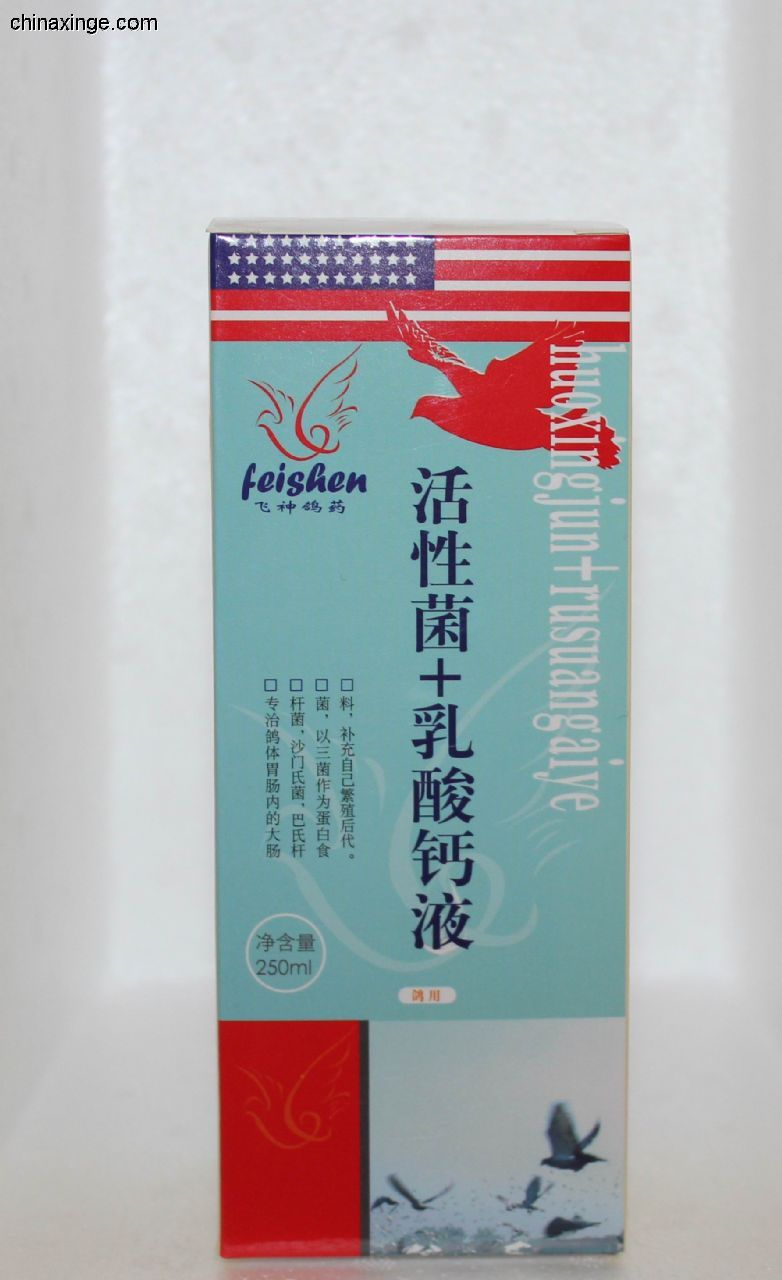 chinaxinge.com
feishen
飞神鸽药
活性菌+乳酸钙液
huoxingjun+rusuangaiye
□料，补充自己繁殖后代。
□菌，以三菌作为蛋白食
□杆菌、沙门氏菌、巴氏杆
□专治鸽体胃肠内的大肠
净含量
250ml
鸽用